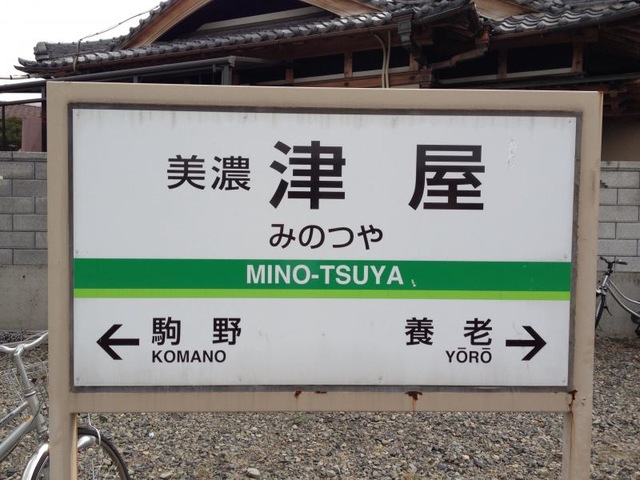 美濃 津 屋
みのつや
MINO-TSUYA
← 駒 野 養 老 →
KOMANO YŌRŌ